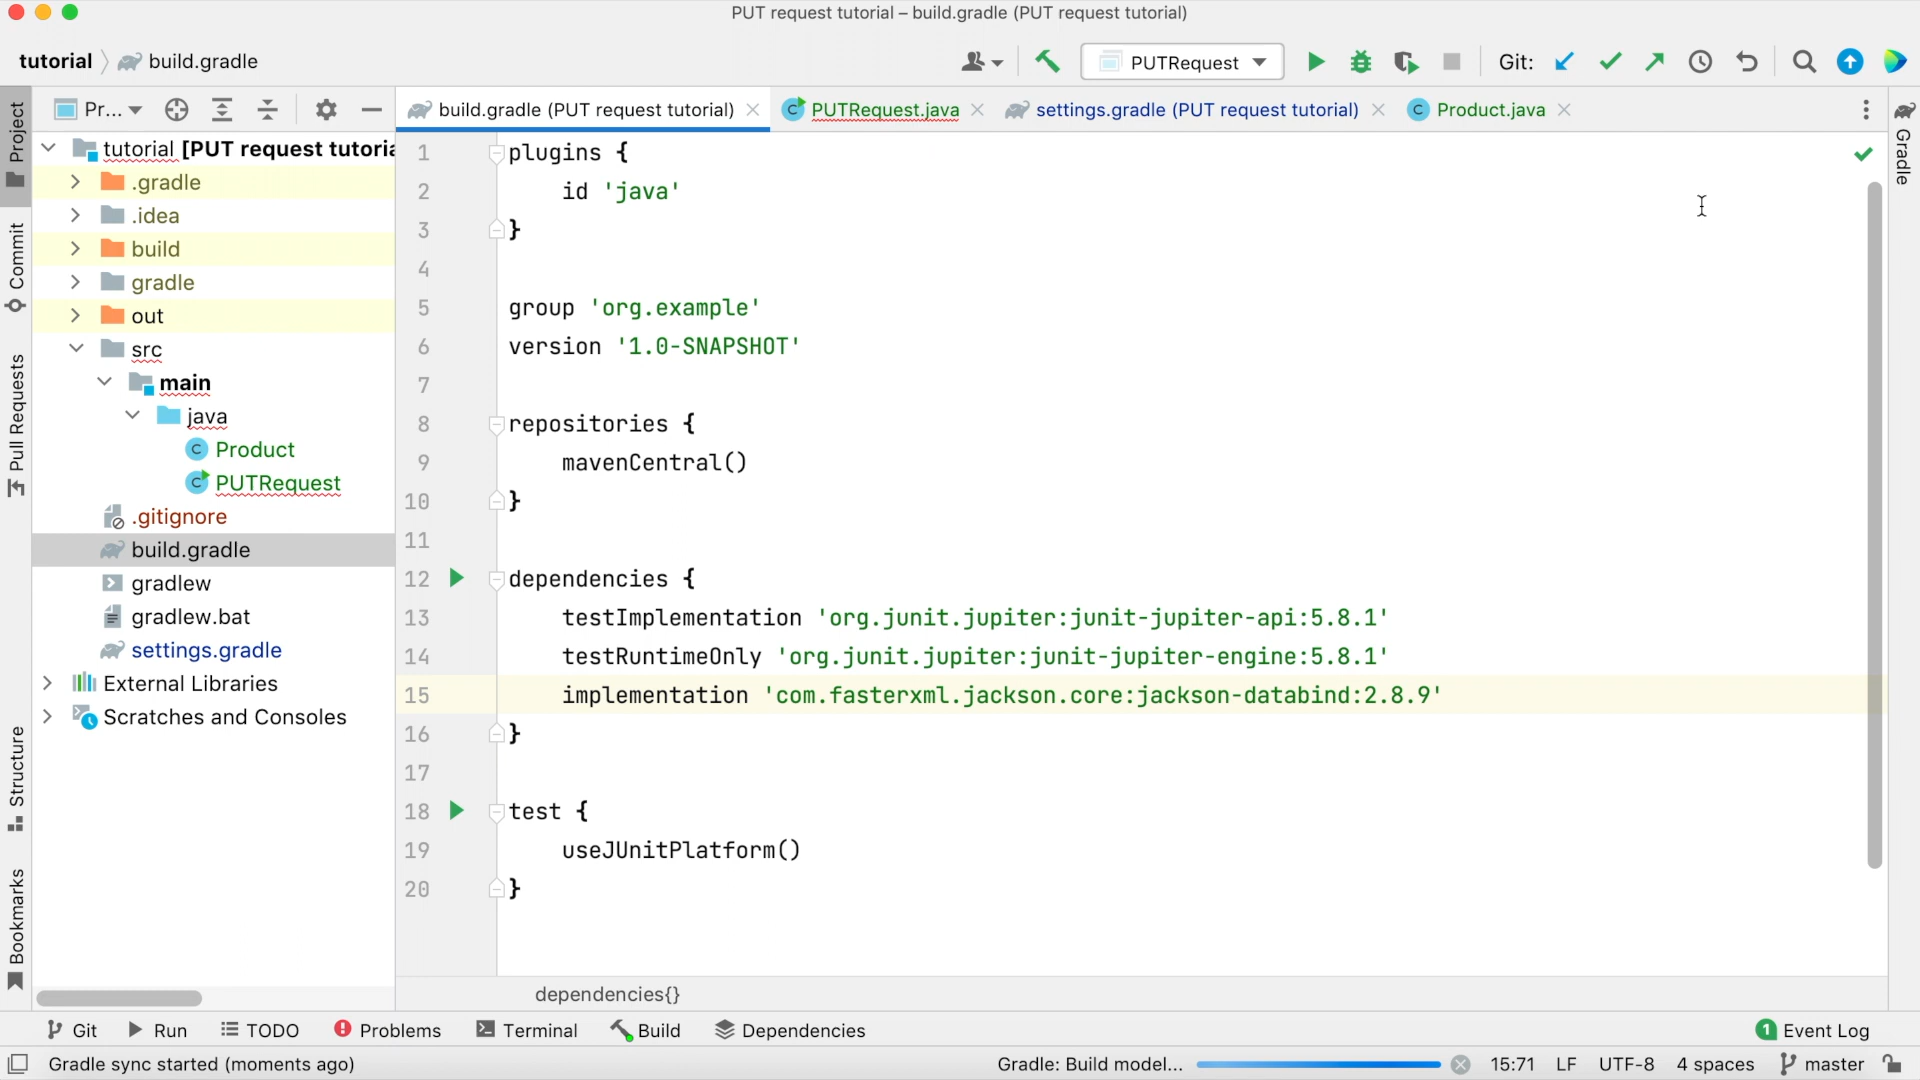 PUT request tutorial – build.gradle (PUT request tutorial)
tutorial build.gradle
PUTRequest
Git:
Pr...
build.gradle (PUT request tutorial)
PUTRequest.java
settings.gradle (PUT request tutorial)
Product.java
Project
Commit
Pull Requests
Structure
Bookmarks
Gradle
tutorial [PUT request tutoria
.gradle
.idea
build
gradle
out
src
main
java
Product
PUTRequest
.gitignore
build.gradle
gradlew
gradlew.bat
settings.gradle
External Libraries
Scratches and Consoles
1 plugins {
2 id 'java'
3 }
4
5 group 'org.example'
6 version '1.0-SNAPSHOT'
7
8 repositories {
9 mavenCentral()
10 }
11
12 dependencies {
13 testImplementation 'org.junit.jupiter:junit-jupiter-api:5.8.1'
14 testRuntimeOnly 'org.junit.jupiter:junit-jupiter-engine:5.8.1'
15 implementation 'com.fasterxml.jackson.core:jackson-databind:2.8.9'
16 }
17
18 test {
19 useJUnitPlatform()
20 }
dependencies{}
Git Run TODO Problems Terminal Build Dependencies 1 Event Log
Gradle sync started (moments ago) Gradle: Build model... 15:71 LF UTF-8 4 spaces master